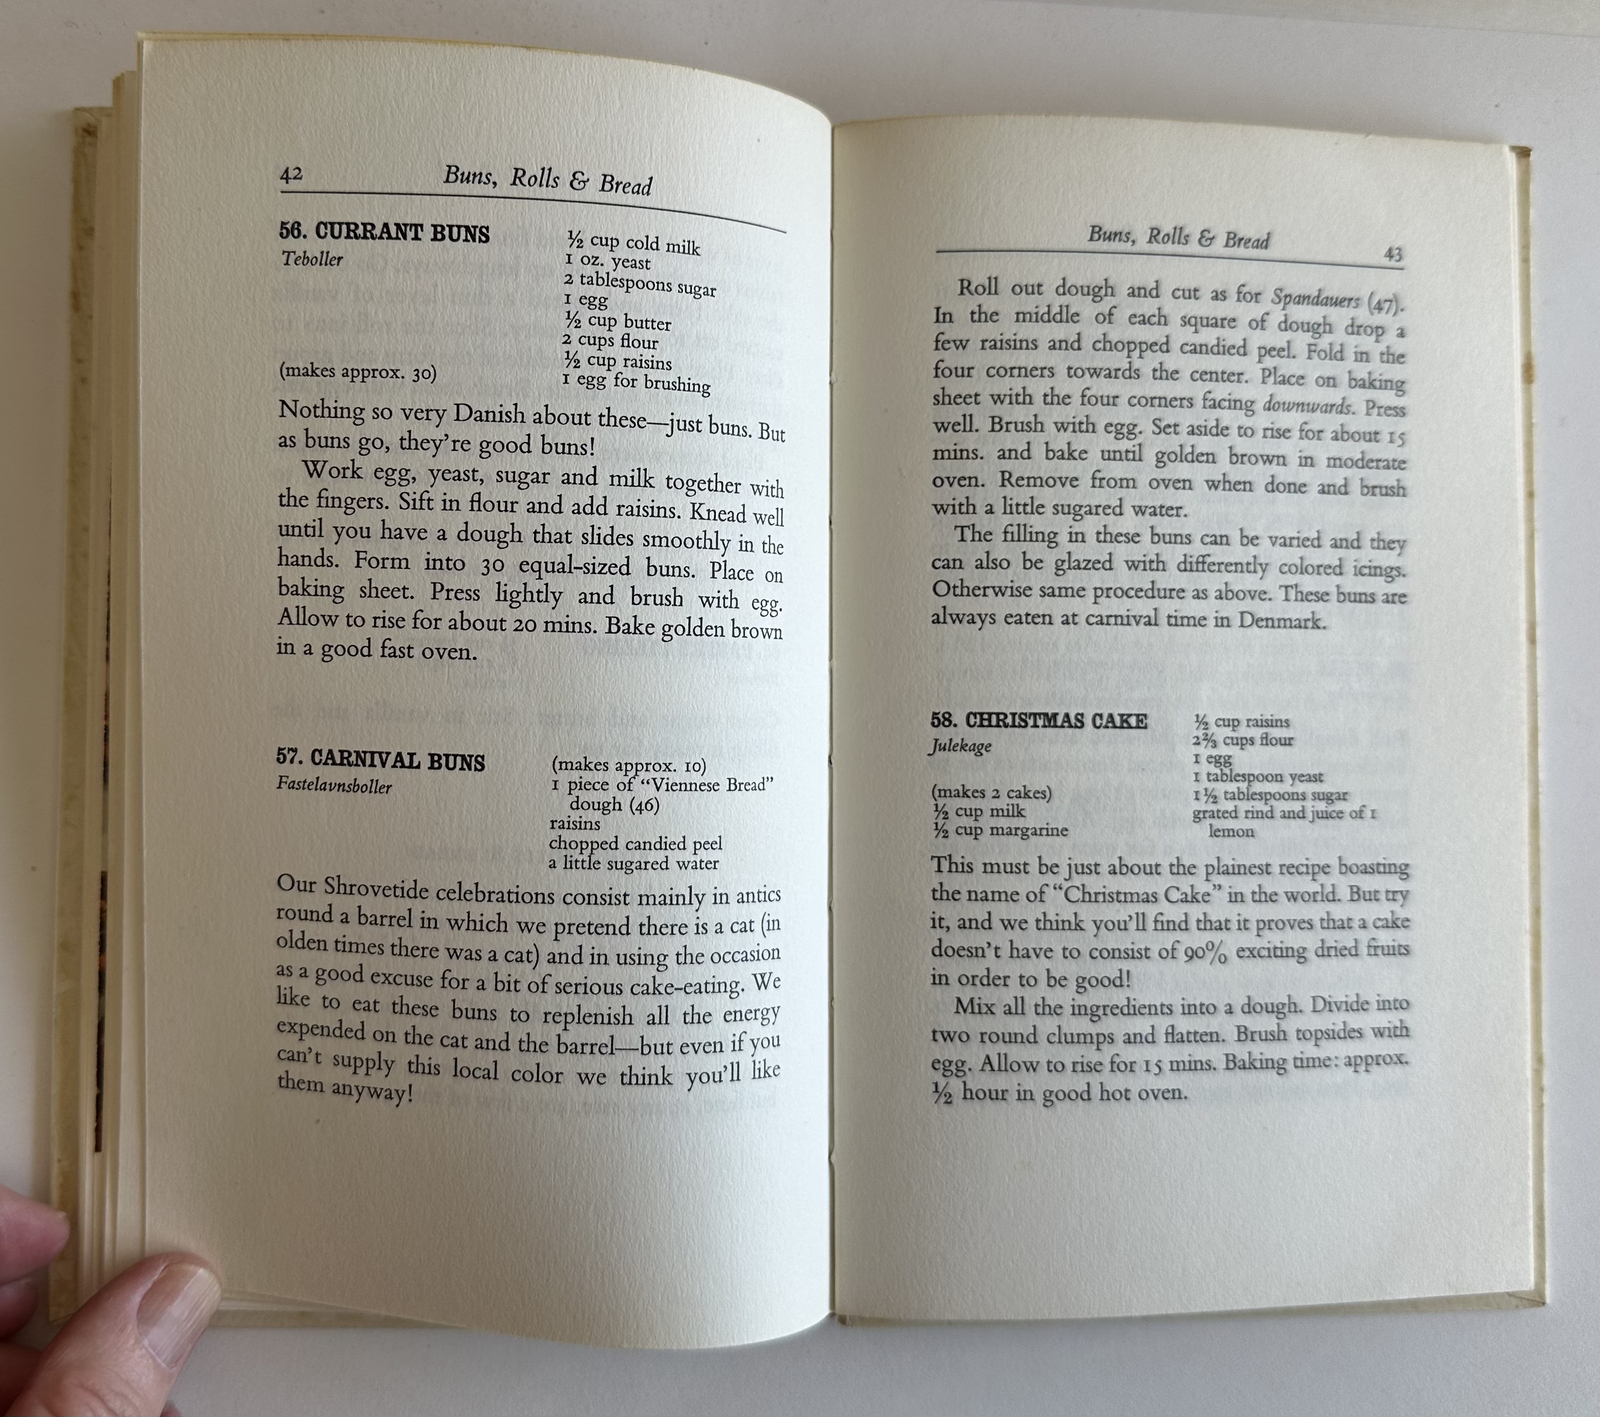 42
Buns, Rolls & Bread
56. CURRANT BUNS
Teboller
(makes approx. 30)
½ cup cold milk
1 oz. yeast
2 tablespoons sugar
1 egg
½ cup butter
2 cups flour
½ cup raisins
1 egg for brushing
Nothing so very Danish about these—just buns. But
as buns go, they're good buns!
Work egg, yeast, sugar and milk together with
the fingers. Sift in flour and add raisins. Knead well
until you have a dough that slides smoothly in the
hands. Form into 30 equal-sized buns. Place on
baking sheet. Press lightly and brush with egg.
Allow to rise for about 20 mins. Bake golden brown
in a good fast oven.
57. CARNIVAL BUNS
Fastelavnsboller
(makes approx. 10)
1 piece of "Viennese Bread"
dough (46)
raisins
chopped candied peel
a little sugared water
Our Shrovetide celebrations consist mainly in antics
round a barrel in which we pretend there is a cat (in
olden times there was a cat) and in using the occasion
as a good excuse for a bit of serious cake-eating. We
like to eat these buns to replenish all the energy
expended on the cat and the barrel—but even if you
can't supply this local color we think you'll like
them anyway!
Buns, Rolls & Bread
43
Roll out dough and cut as for Spandauers (47).
In the middle of each square of dough drop a
few raisins and chopped candied peel. Fold in the
four corners towards the center. Place on baking
sheet with the four corners facing downwards. Press
well. Brush with egg. Set aside to rise for about 15
mins. and bake until golden brown in moderate
oven. Remove from oven when done and brush
with a little sugared water.
The filling in these buns can be varied and they
can also be glazed with differently colored icings.
Otherwise same procedure as above. These buns are
always eaten at carnival time in Denmark.
58. CHRISTMAS CAKE
Julekage
(makes 2 cakes)
½ cup milk
½ cup margarine
½ cup raisins
2⅔ cups flour
1 egg
1 tablespoon yeast
1½ tablespoons sugar
grated rind and juice of 1
lemon
This must be just about the plainest recipe boasting
the name of "Christmas Cake" in the world. But try
it, and we think you'll find that it proves that a cake
doesn't have to consist of 90% exciting dried fruits
in order to be good!
Mix all the ingredients into a dough. Divide into
two round clumps and flatten. Brush topsides with
egg. Allow to rise for 15 mins. Baking time: approx.
½ hour in good hot oven.